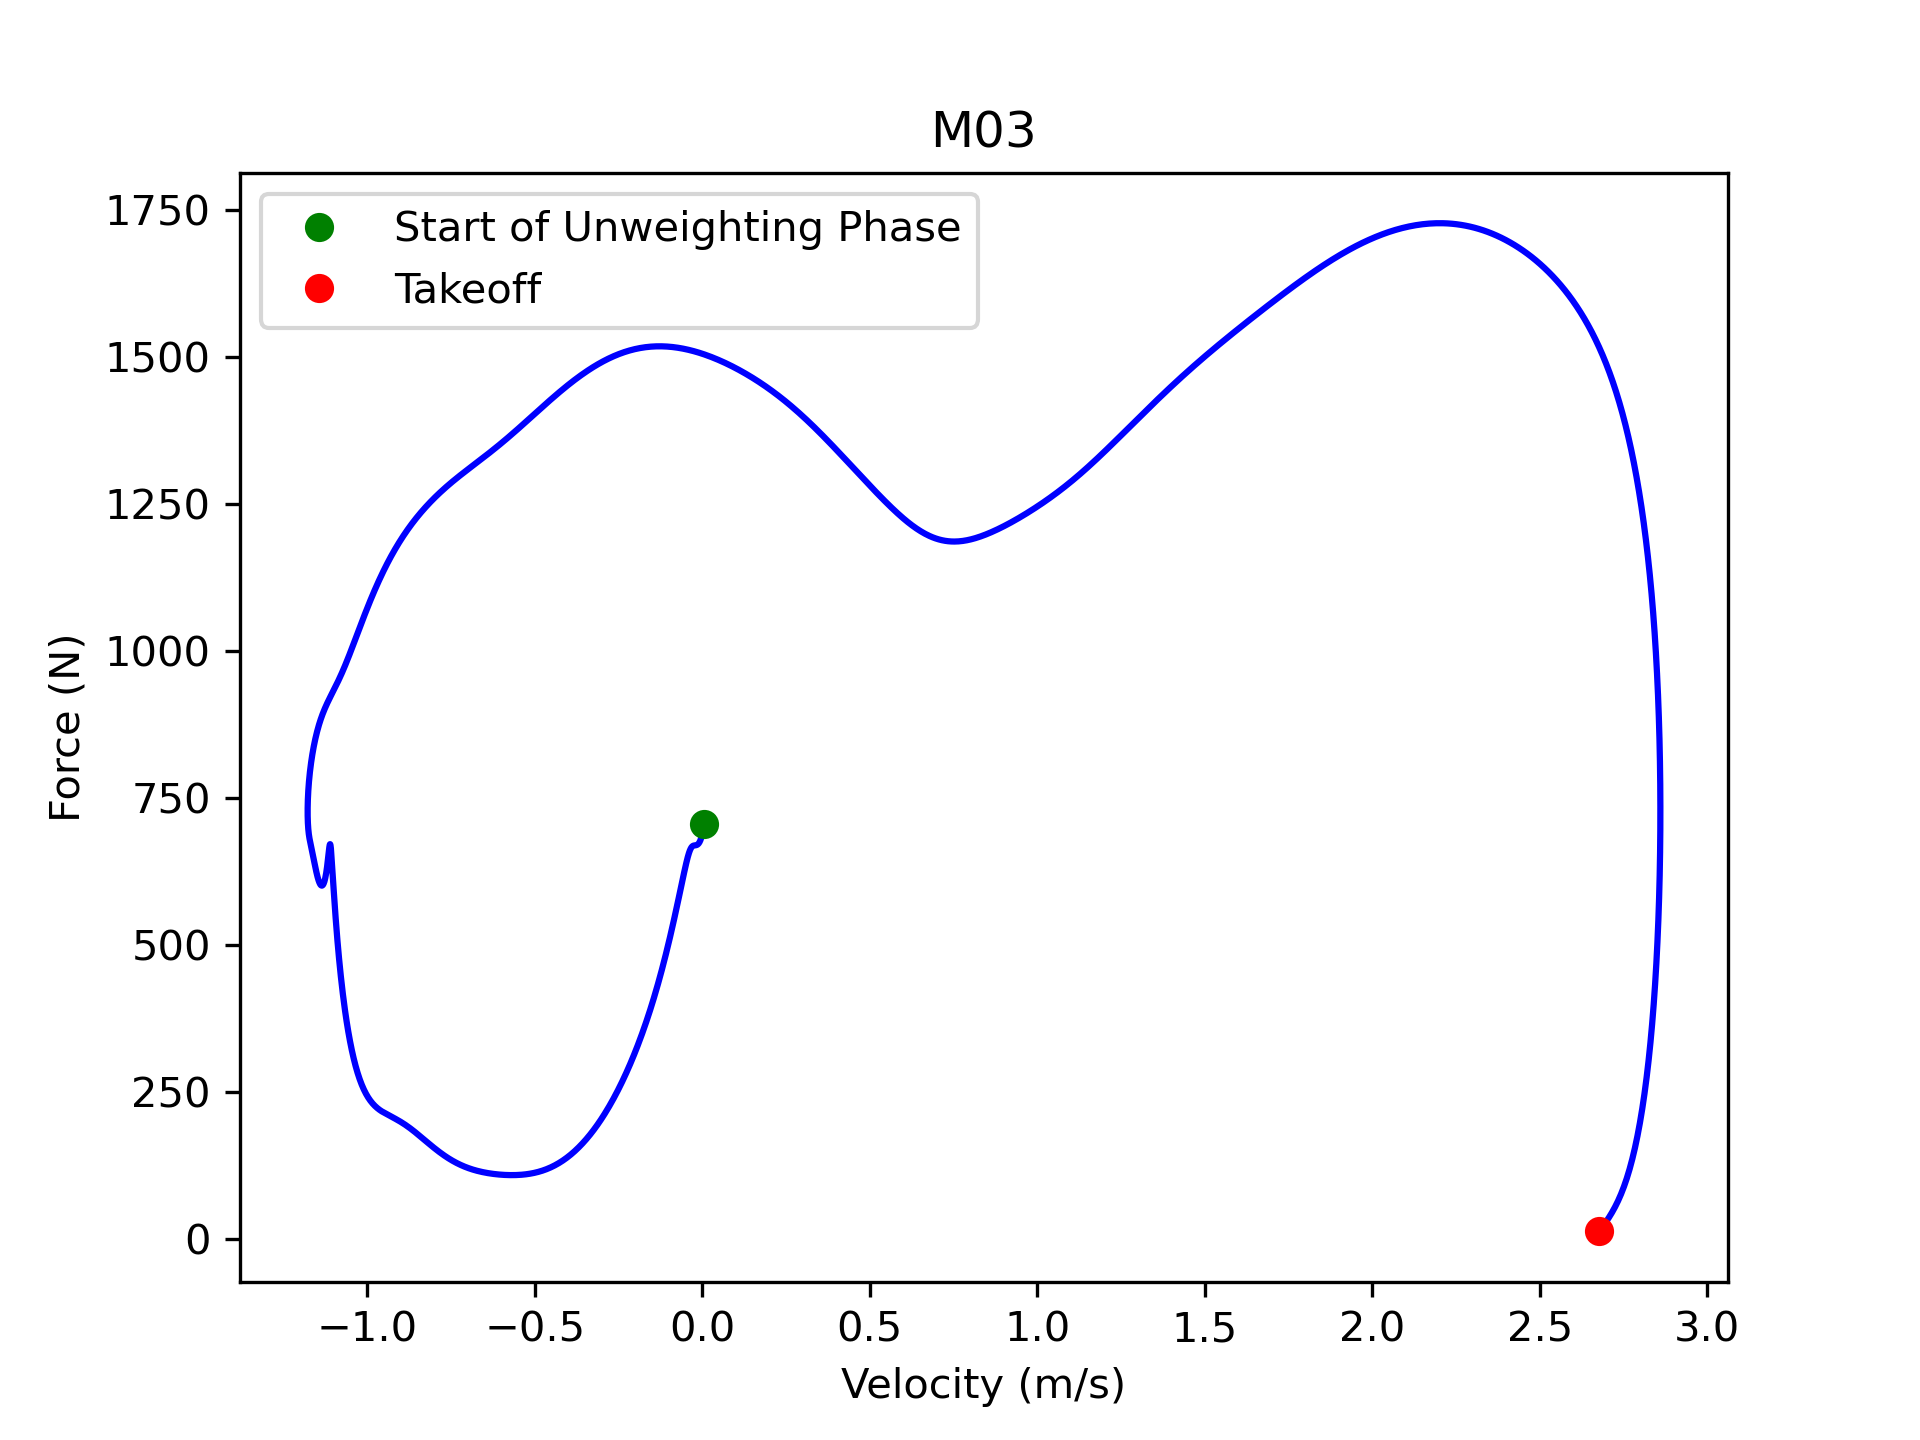 M03
Start of Unweighting Phase
Takeoff
1750
1500
1250
1000
750
500
250
0
Force (N)
−1.0 −0.5 0.0 0.5 1.0 1.5 2.0 2.5 3.0
Velocity (m/s)